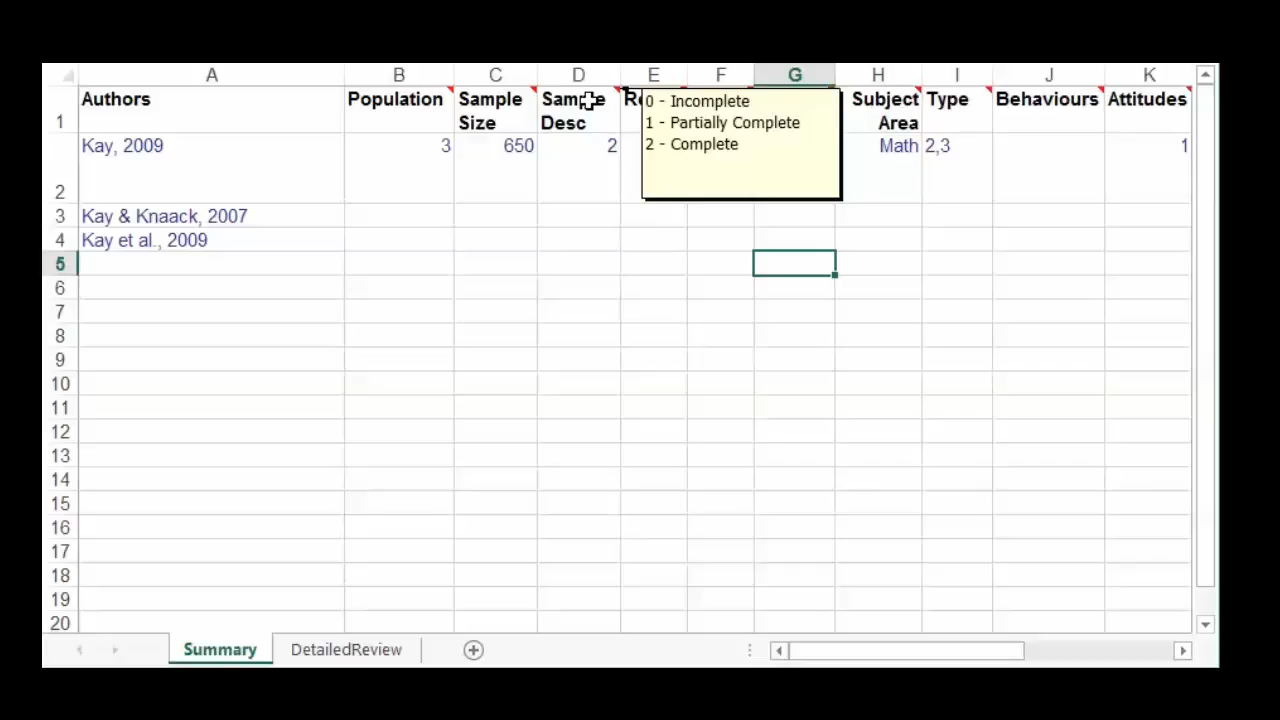 A B C D E F G H I J K
1 Authors Population Sample Size Sample Desc Subject Area Type Behaviours Attitudes
0 - Incomplete
1 - Partially Complete
2 - Complete
2 Kay, 2009 3 650 2 Math 2,3 1
3 Kay & Knaack, 2007
4 Kay et al., 2009
5
6
7
8
9
10
11
12
13
14
15
16
17
18
19
20
Summary DetailedReview